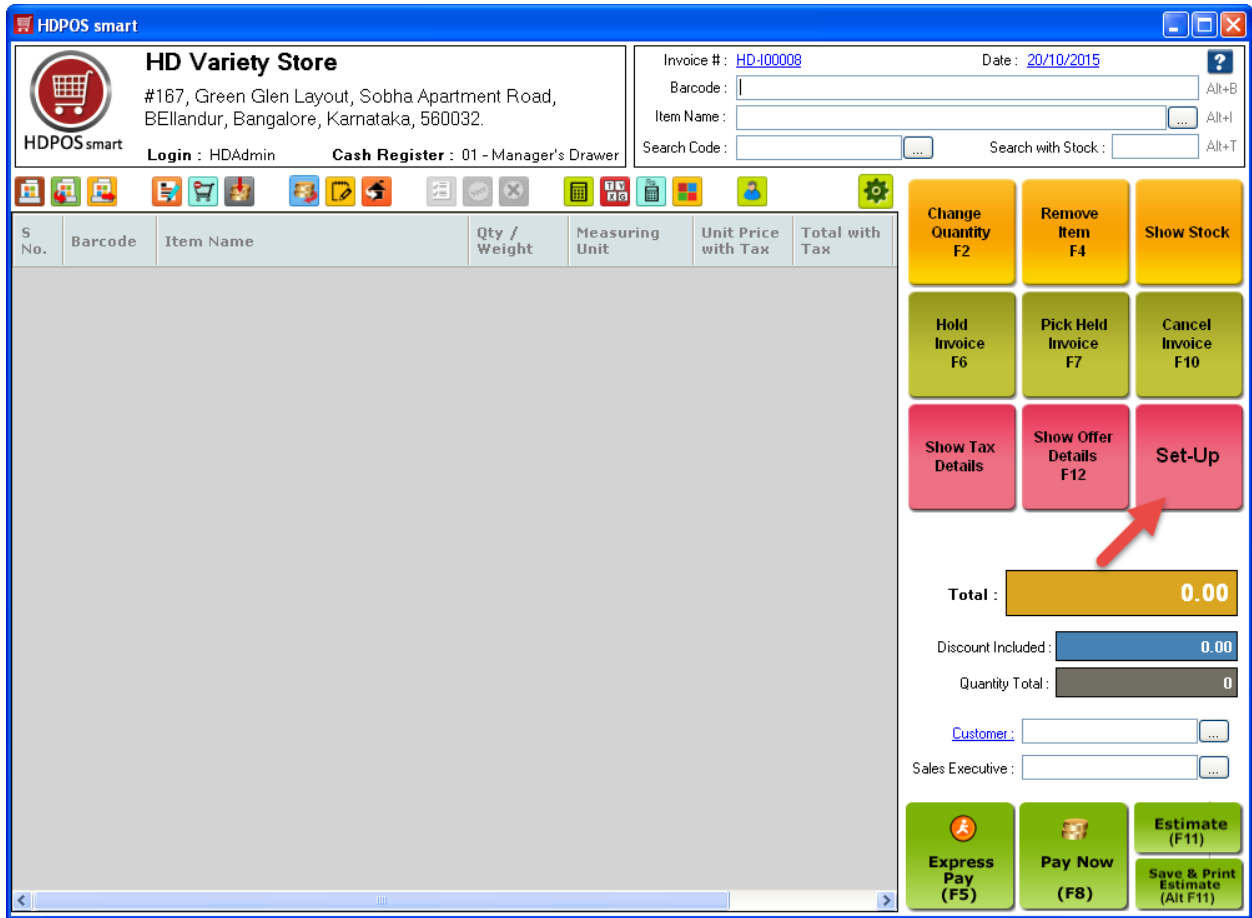 HDPOS smart
HD Variety Store
#167, Green Glen Layout, Sobha Apartment Road,
BEllandur, Bangalore, Karnataka, 560032.
HDPOS smart
Login : HDAdmin Cash Register : 01 - Manager's Drawer
Invoice # : HD-I00008 Date : 20/10/2015 ?
Barcode : Alt+B
Item Name : ... Alt+I
Search Code : ... Search with Stock : Alt+T
S No.
Barcode
Item Name
Qty /
Weight
Measuring
Unit
Unit Price
with Tax
Total with
Tax
Change
Quantity
F2
Remove
Item
F4
Show Stock
Hold
Invoice
F6
Pick Held
Invoice
F7
Cancel
Invoice
F10
Show Tax
Details
Show Offer
Details
F12
Set-Up
Total : 0.00
Discount Included : 0.00
Quantity Total : 0
Customer : ...
Sales Executive : ...
Express
Pay
(F5)
Pay Now
(F8)
Estimate
(F11)
Save & Print
Estimate
(Alt F11)